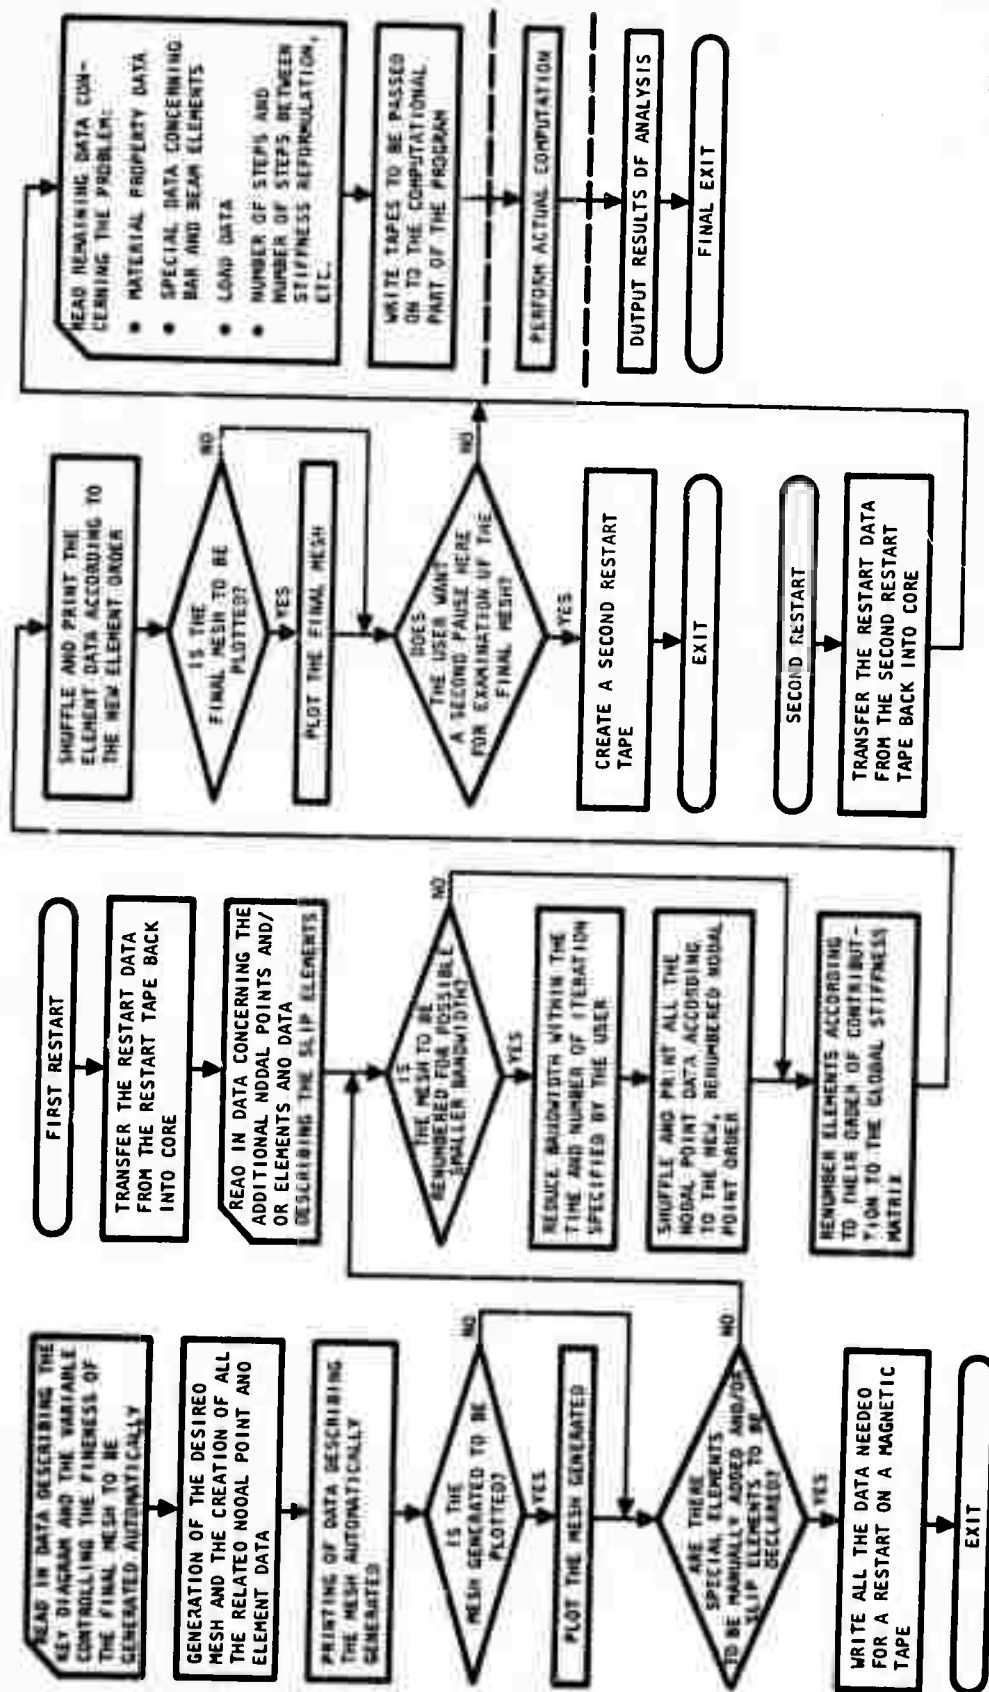 READ IN DATA DESCRIBING THE
KEY DIAGRAM AND THE VARIABLE
CONTROLLING THE FINENESS OF
THE FINAL MESH TO BE
GENERATED AUTOMATICALLY
GENERATION OF THE DESIREO
MESH AND THE CREATION OF ALL
THE RELATEO NOOAL POINT ANO
ELEMENT DATA
PRINTING OF DATA DESCRIBING
THE MESH AUTOMATICALLY
GENERATED
IS THE
MESH GENERATED TO BE
PLOTTED?
NO
YES
PLOT THE MESH GENERATED
ARE THERE
SPECIAL ELEMENTS
TO BE MANUALLY ADDED AND/OR
SLIP ELEMENTS TO BE
DECLARED?
NO
YES
WRITE ALL THE DATA NEEDEO
FOR A RESTART ON A MAGNETIC
TAPE
EXIT
FIRST RESTART
TRANSFER THE RESTART DATA
FROM THE RESTART TAPE BACK
INTO CORE
REAO IN DATA CONCERNING THE
ADDITIONAL NODAL POINTS AND/
OR ELEMENTS ANO DATA
DESCRIBING THE SLIP ELEMENTS
IS
THE MESH TO BE
RENUMBERED FOR POSSIBLE
SMALLER BANDWIDTH?
NO
YES
REDUCE BANDWIDTH WITHIN THE
TIME AND NUMBER OF ITERATION
SPECIFIED BY THE USER
SHUFFLE AND PRINT ALL THE
NODAL POINT DATA ACCORDING
TO THE NEW, RENUMBERED NODAL
POINT ORDER
RENUMBER ELEMENTS ACCORDING
TO THEIR ORDER OF CONTRIBUT-
TION TO THE GLOBAL STIFFNESS
MATRIX
SHUFFLE AND PRINT THE
ELEMENT DATA ACCORDING TO
THE NEW ELEMENT ORDER
IS THE
FINAL MESH TO BE
PLOTTED?
NO
YES
PLOT THE FINAL MESH
DOES
THE USER WANT
A SECOND PAUSE HERE
FOR EXAMINATION OF THE
FINAL MESH?
NO
YES
CREATE A SECOND RESTART
TAPE
EXIT
SECOND RESTART
TRANSFER THE RESTART DATA
FROM THE SECOND RESTART
TAPE BACK INTO CORE
READ REMAINING DATA CON-
CERNING THE PROBLEM:
• MATERIAL PROPERTY DATA
• SPECIAL DATA CONCERNING
BAR AND BEAM ELEMENTS
• LOAD DATA
• NUMBER OF STEPS AND
NUMBER OF STEPS BETWEEN
STIFFNESS REFORMULATION,
ETC.
WRITE TAPES TO BE PASSED
ON TO THE COMPUTATIONAL
PART OF THE PROGRAM
PERFORM ACTUAL COMPUTATION
OUTPUT RESULTS OF ANALYSIS
FINAL EXIT